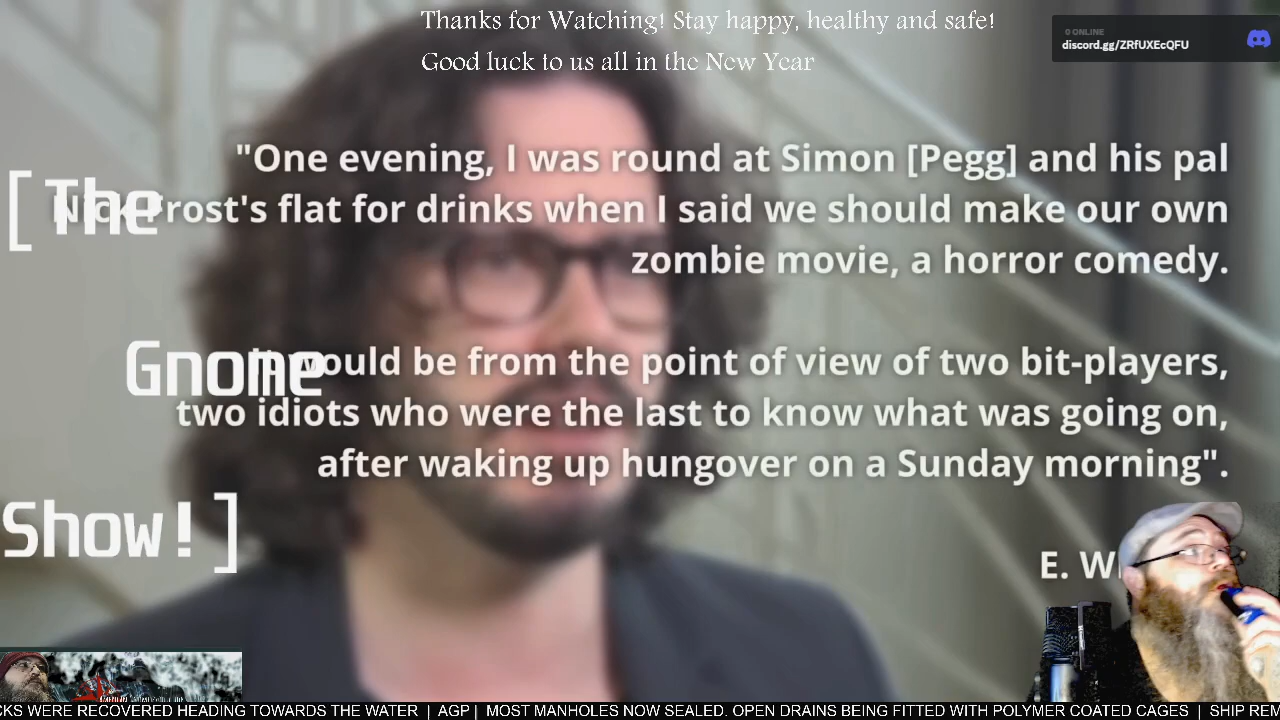 Thanks for Watching! Stay happy, healthy and safe!
Good luck to us all in the New Year
0 ONLINE
discord.gg/ZRfUXEcQFU
"One evening, I was round at Simon [Pegg] and his pal
Nick Frost's flat for drinks when I said we should make our own
zombie movie, a horror comedy.
[The
Gnome
Show!]
would be from the point of view of two bit-players,
two idiots who were the last to know what was going on,
after waking up hungover on a Sunday morning".
E.
CKS WERE RECOVERED HEADING TOWARDS THE WATER | AGP | MOST MANHOLES NOW SEALED. OPEN DRAINS BEING FITTED WITH POLYMER COATED CAGES | SHIP REM